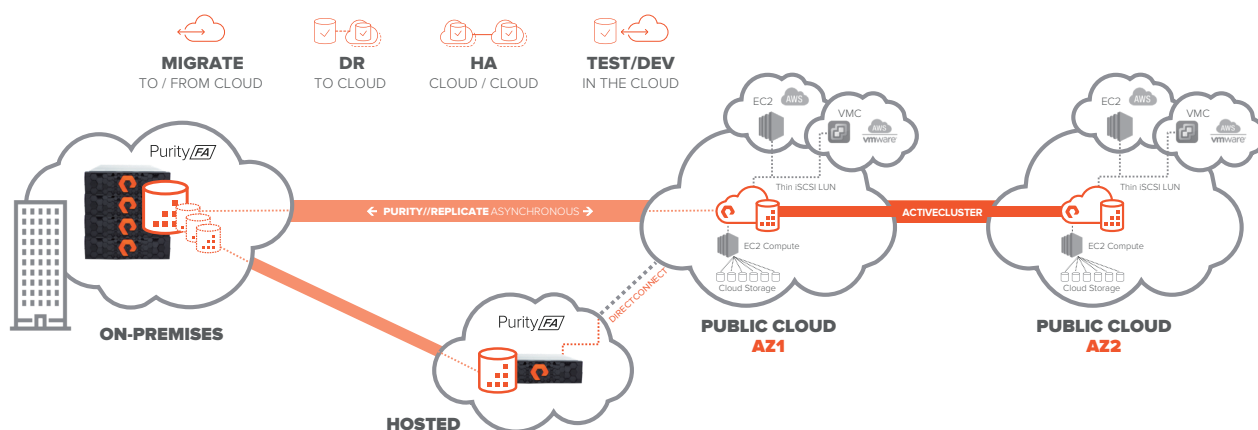 MIGRATE
TO / FROM CLOUD
DR
TO CLOUD
HA
CLOUD / CLOUD
TEST/DEV
IN THE CLOUD
Purity//FA
ON-PREMISES
← PURITY//REPLICATE ASYNCHRONOUS →
Purity//FA
HOSTED
DIRECTCONNECT
EC2
AWS
VMC
AWS
vmware
Thin iSCSI LUN
EC2 Compute
Cloud Storage
PUBLIC CLOUD
AZ1
ACTIVECLUSTER
EC2
AWS
VMC
AWS
vmware
Thin iSCSI LUN
EC2 Compute
Cloud Storage
PUBLIC CLOUD
AZ2